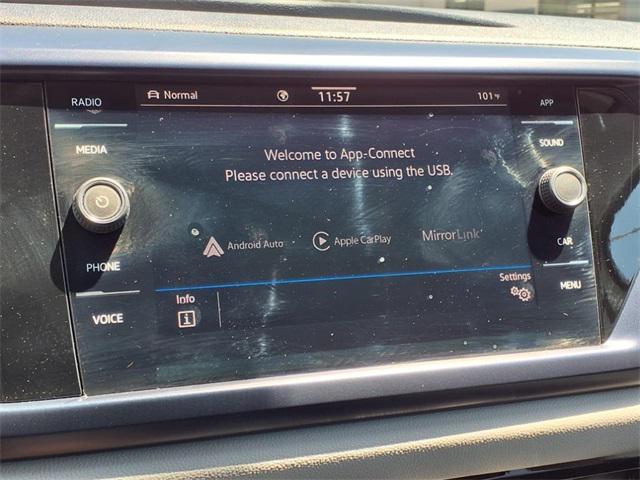 RADIO
MEDIA
PHONE
VOICE
Normal
11:57
101 °F
Welcome to App-Connect
Please connect a device using the USB.
Android Auto
Apple CarPlay
MirrorLink
Info
i
Settings
APP
SOUND
CAR
MENU